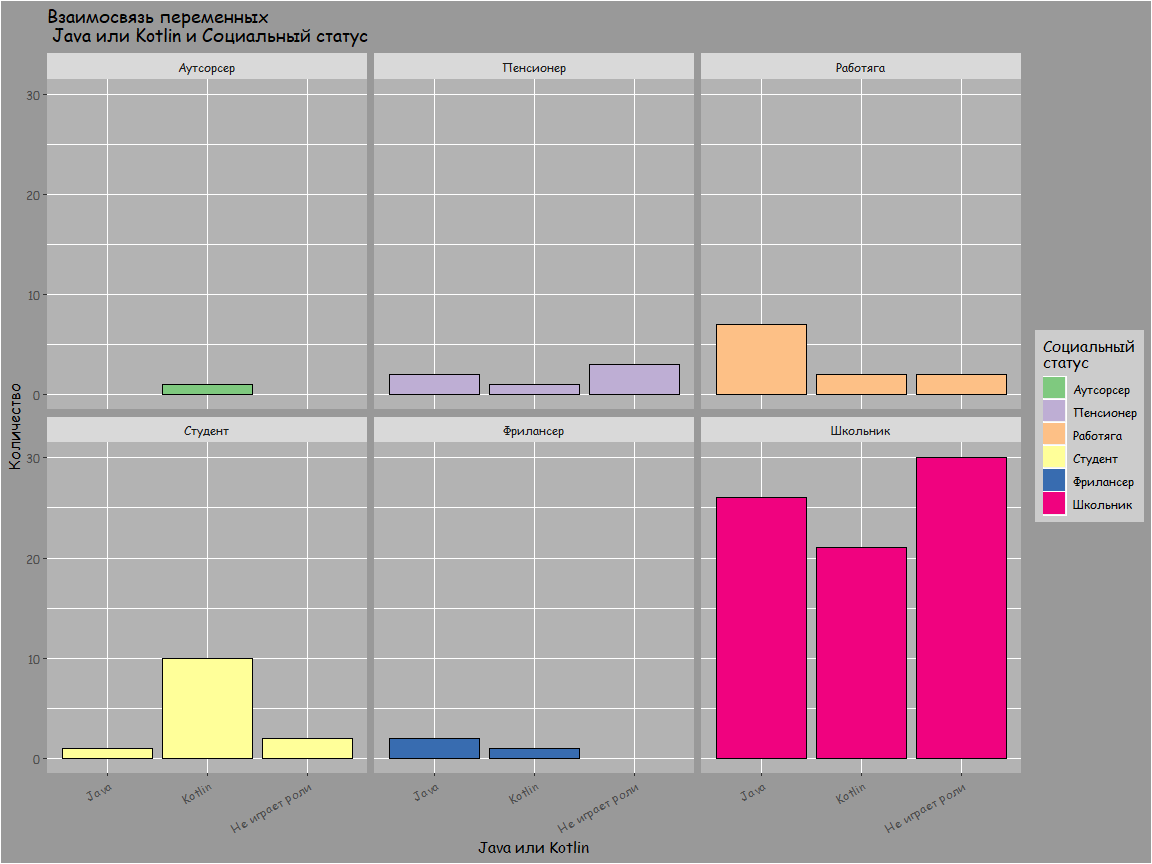 Взаимосвязь переменных
Java или Kotlin и Социальный статус
Аутсорсер
Пенсионер
Работяга
30
20
10
0
Количество
Студент
Фрилансер
Школьник
30
20
10
0
Java
Kotlin
Не играет роли
Java
Kotlin
Не играет роли
Java
Kotlin
Не играет роли
Java или Kotlin
Социальный
статус
Аутсорсер
Пенсионер
Работяга
Студент
Фрилансер
Школьник